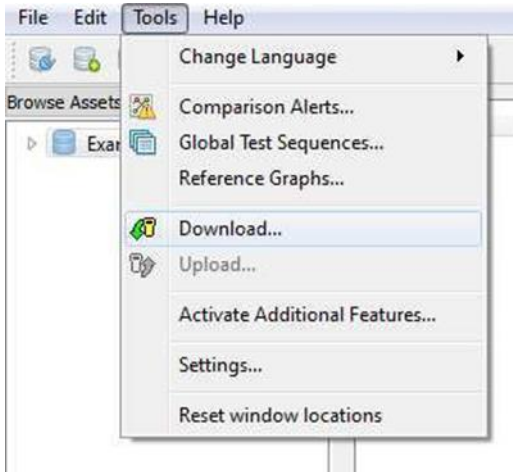 File Edit Tools Help
Change Language
Browse Assets
Comparison Alerts...
Global Test Sequences...
Reference Graphs...
Download...
Upload...
Activate Additional Features...
Settings...
Reset window locations